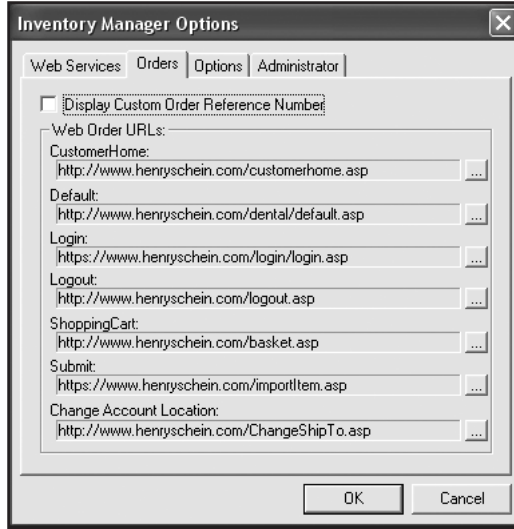 Inventory Manager Options
Web Services Orders Options Administrator
Display Custom Order Reference Number
Web Order URLs:
CustomerHome:
http://www.henryschein.com/customerhome.asp ...
Default:
http://www.henryschein.com/dental/default.asp ...
Login:
https://www.henryschein.com/login/login.asp ...
Logout:
http://www.henryschein.com/logout.asp ...
ShoppingCart:
http://www.henryschein.com/basket.asp ...
Submit:
https://www.henryschein.com/importItem.asp ...
Change Account Location:
http://www.henryschein.com/ChangeShipTo.asp ...
OK Cancel